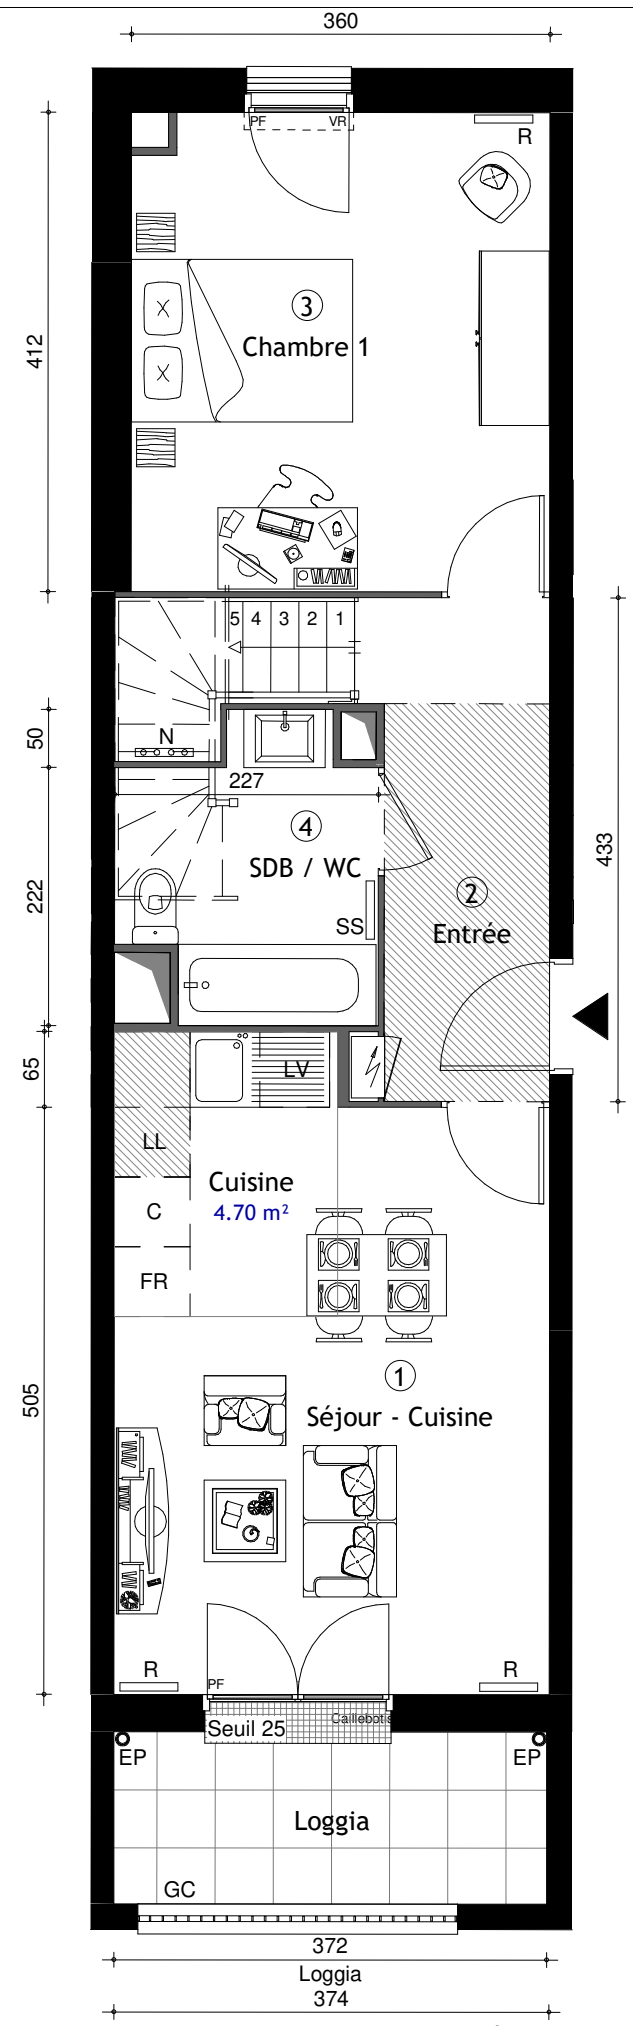 360
PF VR
R
3
Chambre 1
412
5 4 3 2 1
N
50
227
4
SDB / WC
433
222
2
Entrée
SS
65
LV
LL
Cuisine
C
4.70 m²
FR
1
Séjour - Cuisine
505
R
R
PF
Caillebotis
Seuil 25
EP
EP
Loggia
GC
372
Loggia
374